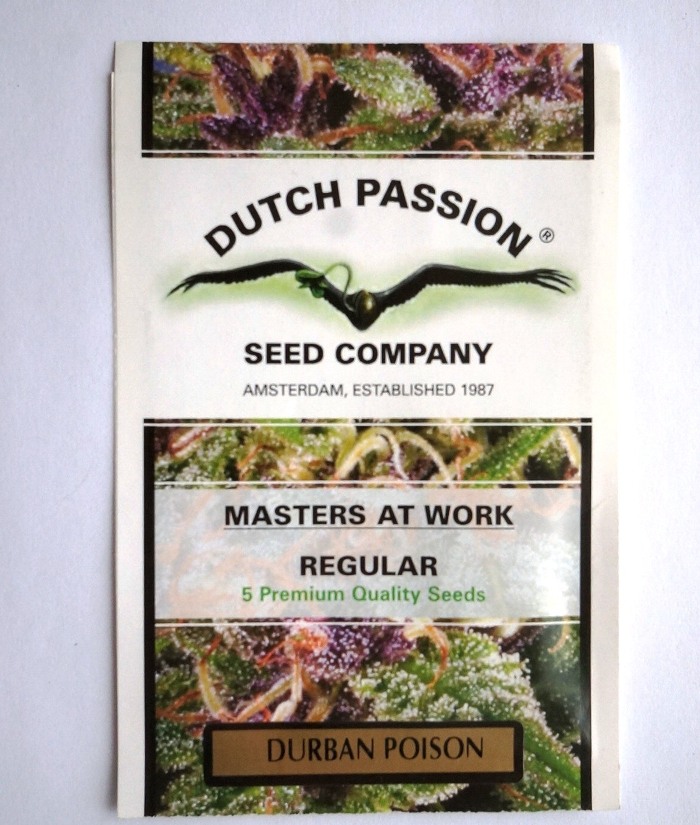 DUTCH PASSION ®
SEED COMPANY
AMSTERDAM, ESTABLISHED 1987
MASTERS AT WORK
REGULAR
5 Premium Quality Seeds
DURBAN POISON